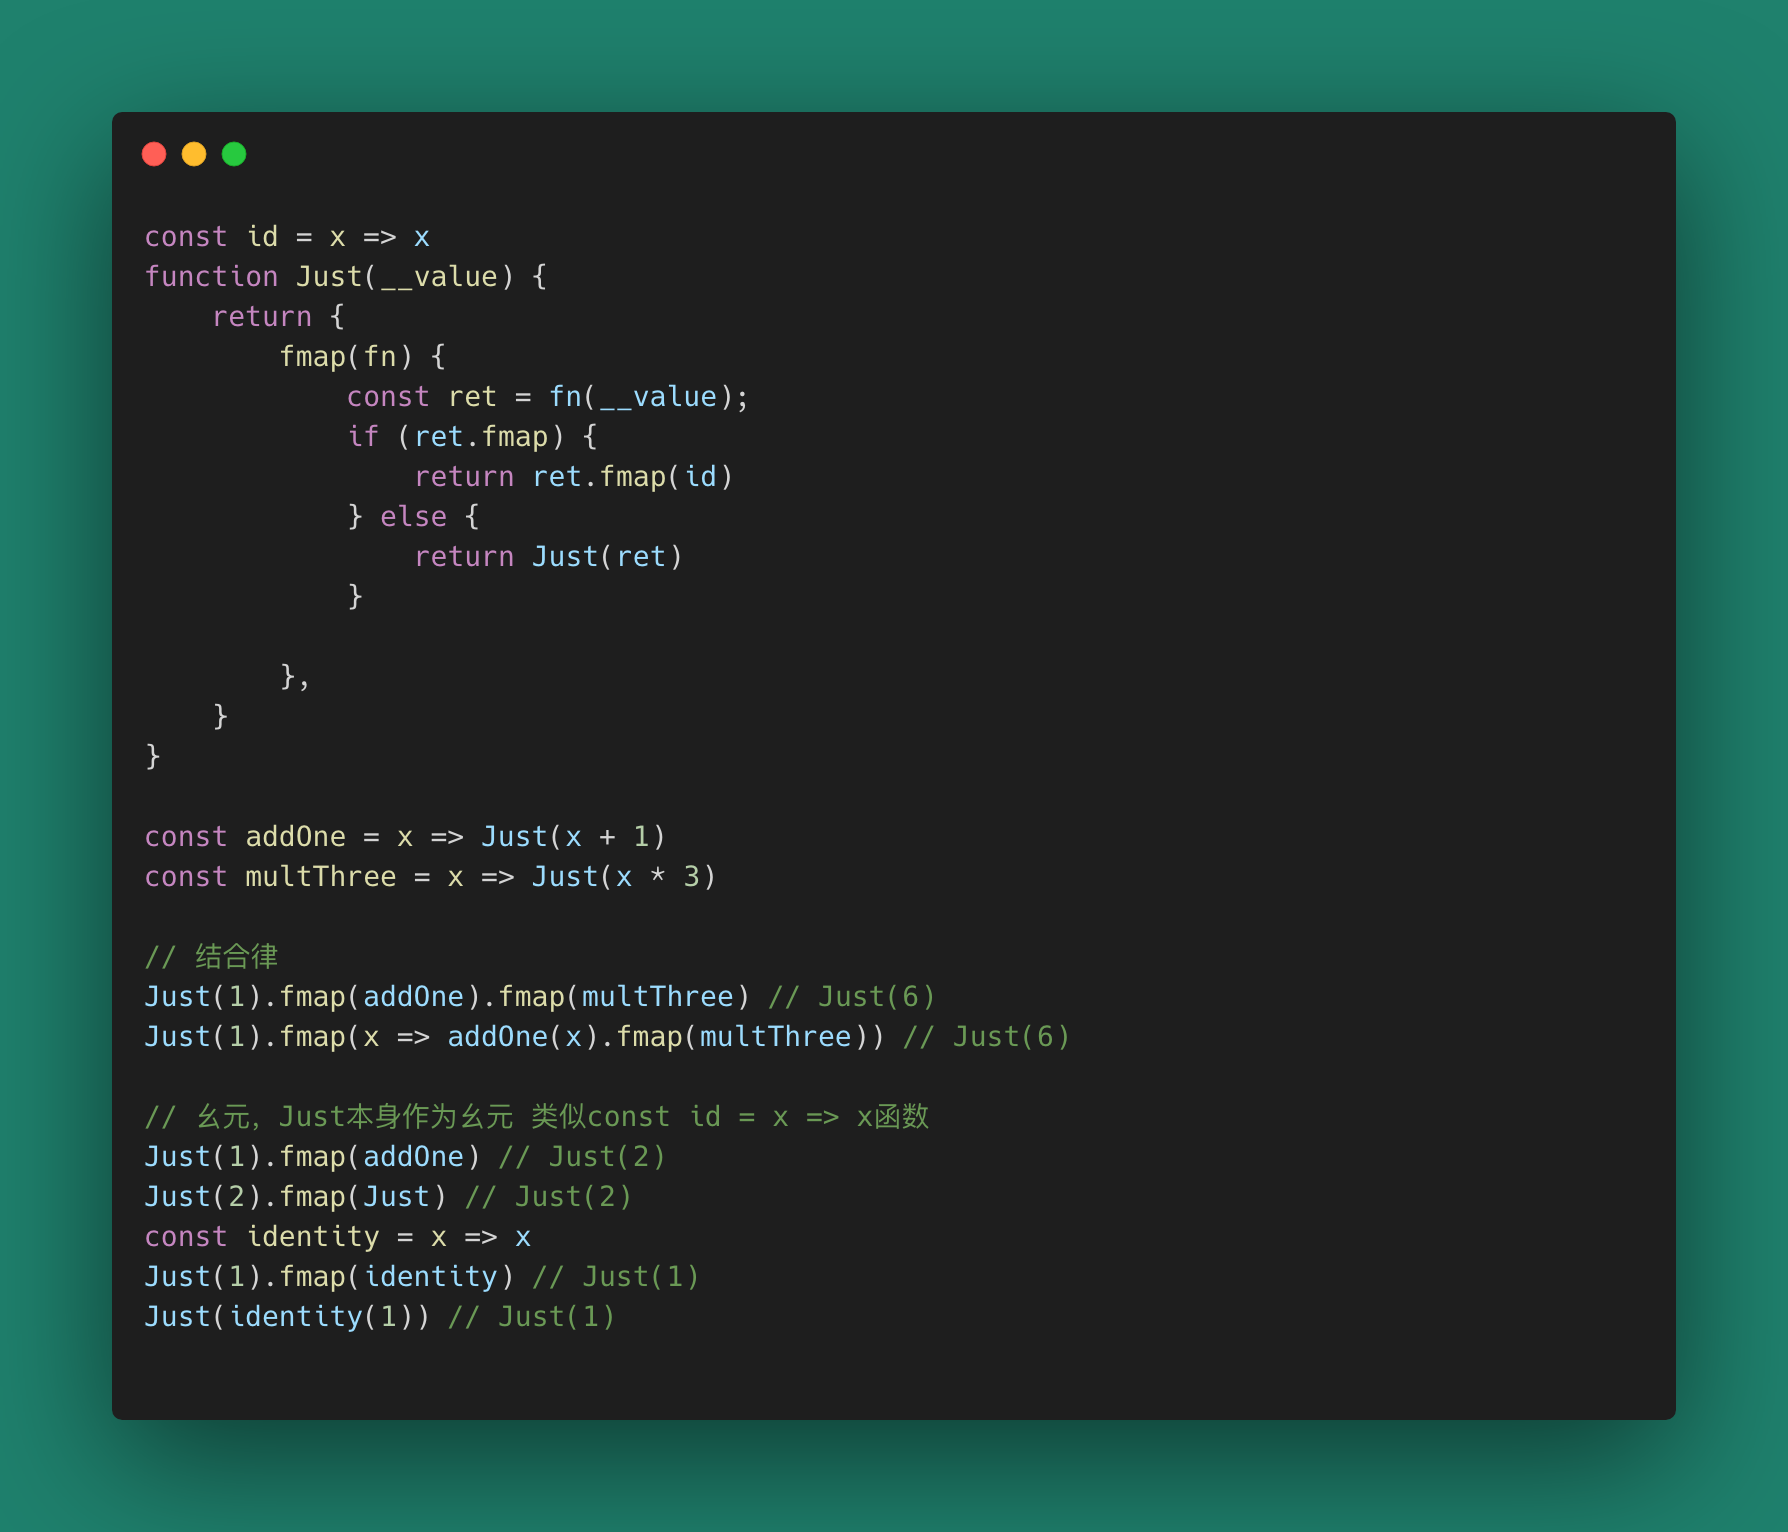 const id = x => x
function Just(__value) {
    return {
        fmap(fn) {
            const ret = fn(__value);
            if (ret.fmap) {
                return ret.fmap(id)
            } else {
                return Just(ret)
            }

        },
    }
}

const addOne = x => Just(x + 1)
const multThree = x => Just(x * 3)

// 结合律
Just(1).fmap(addOne).fmap(multThree) // Just(6)
Just(1).fmap(x => addOne(x).fmap(multThree)) // Just(6)

// 幺元，Just本身作为幺元 类似const id = x => x函数
Just(1).fmap(addOne) // Just(2)
Just(2).fmap(Just) // Just(2)
const identity = x => x
Just(1).fmap(identity) // Just(1)
Just(identity(1)) // Just(1)